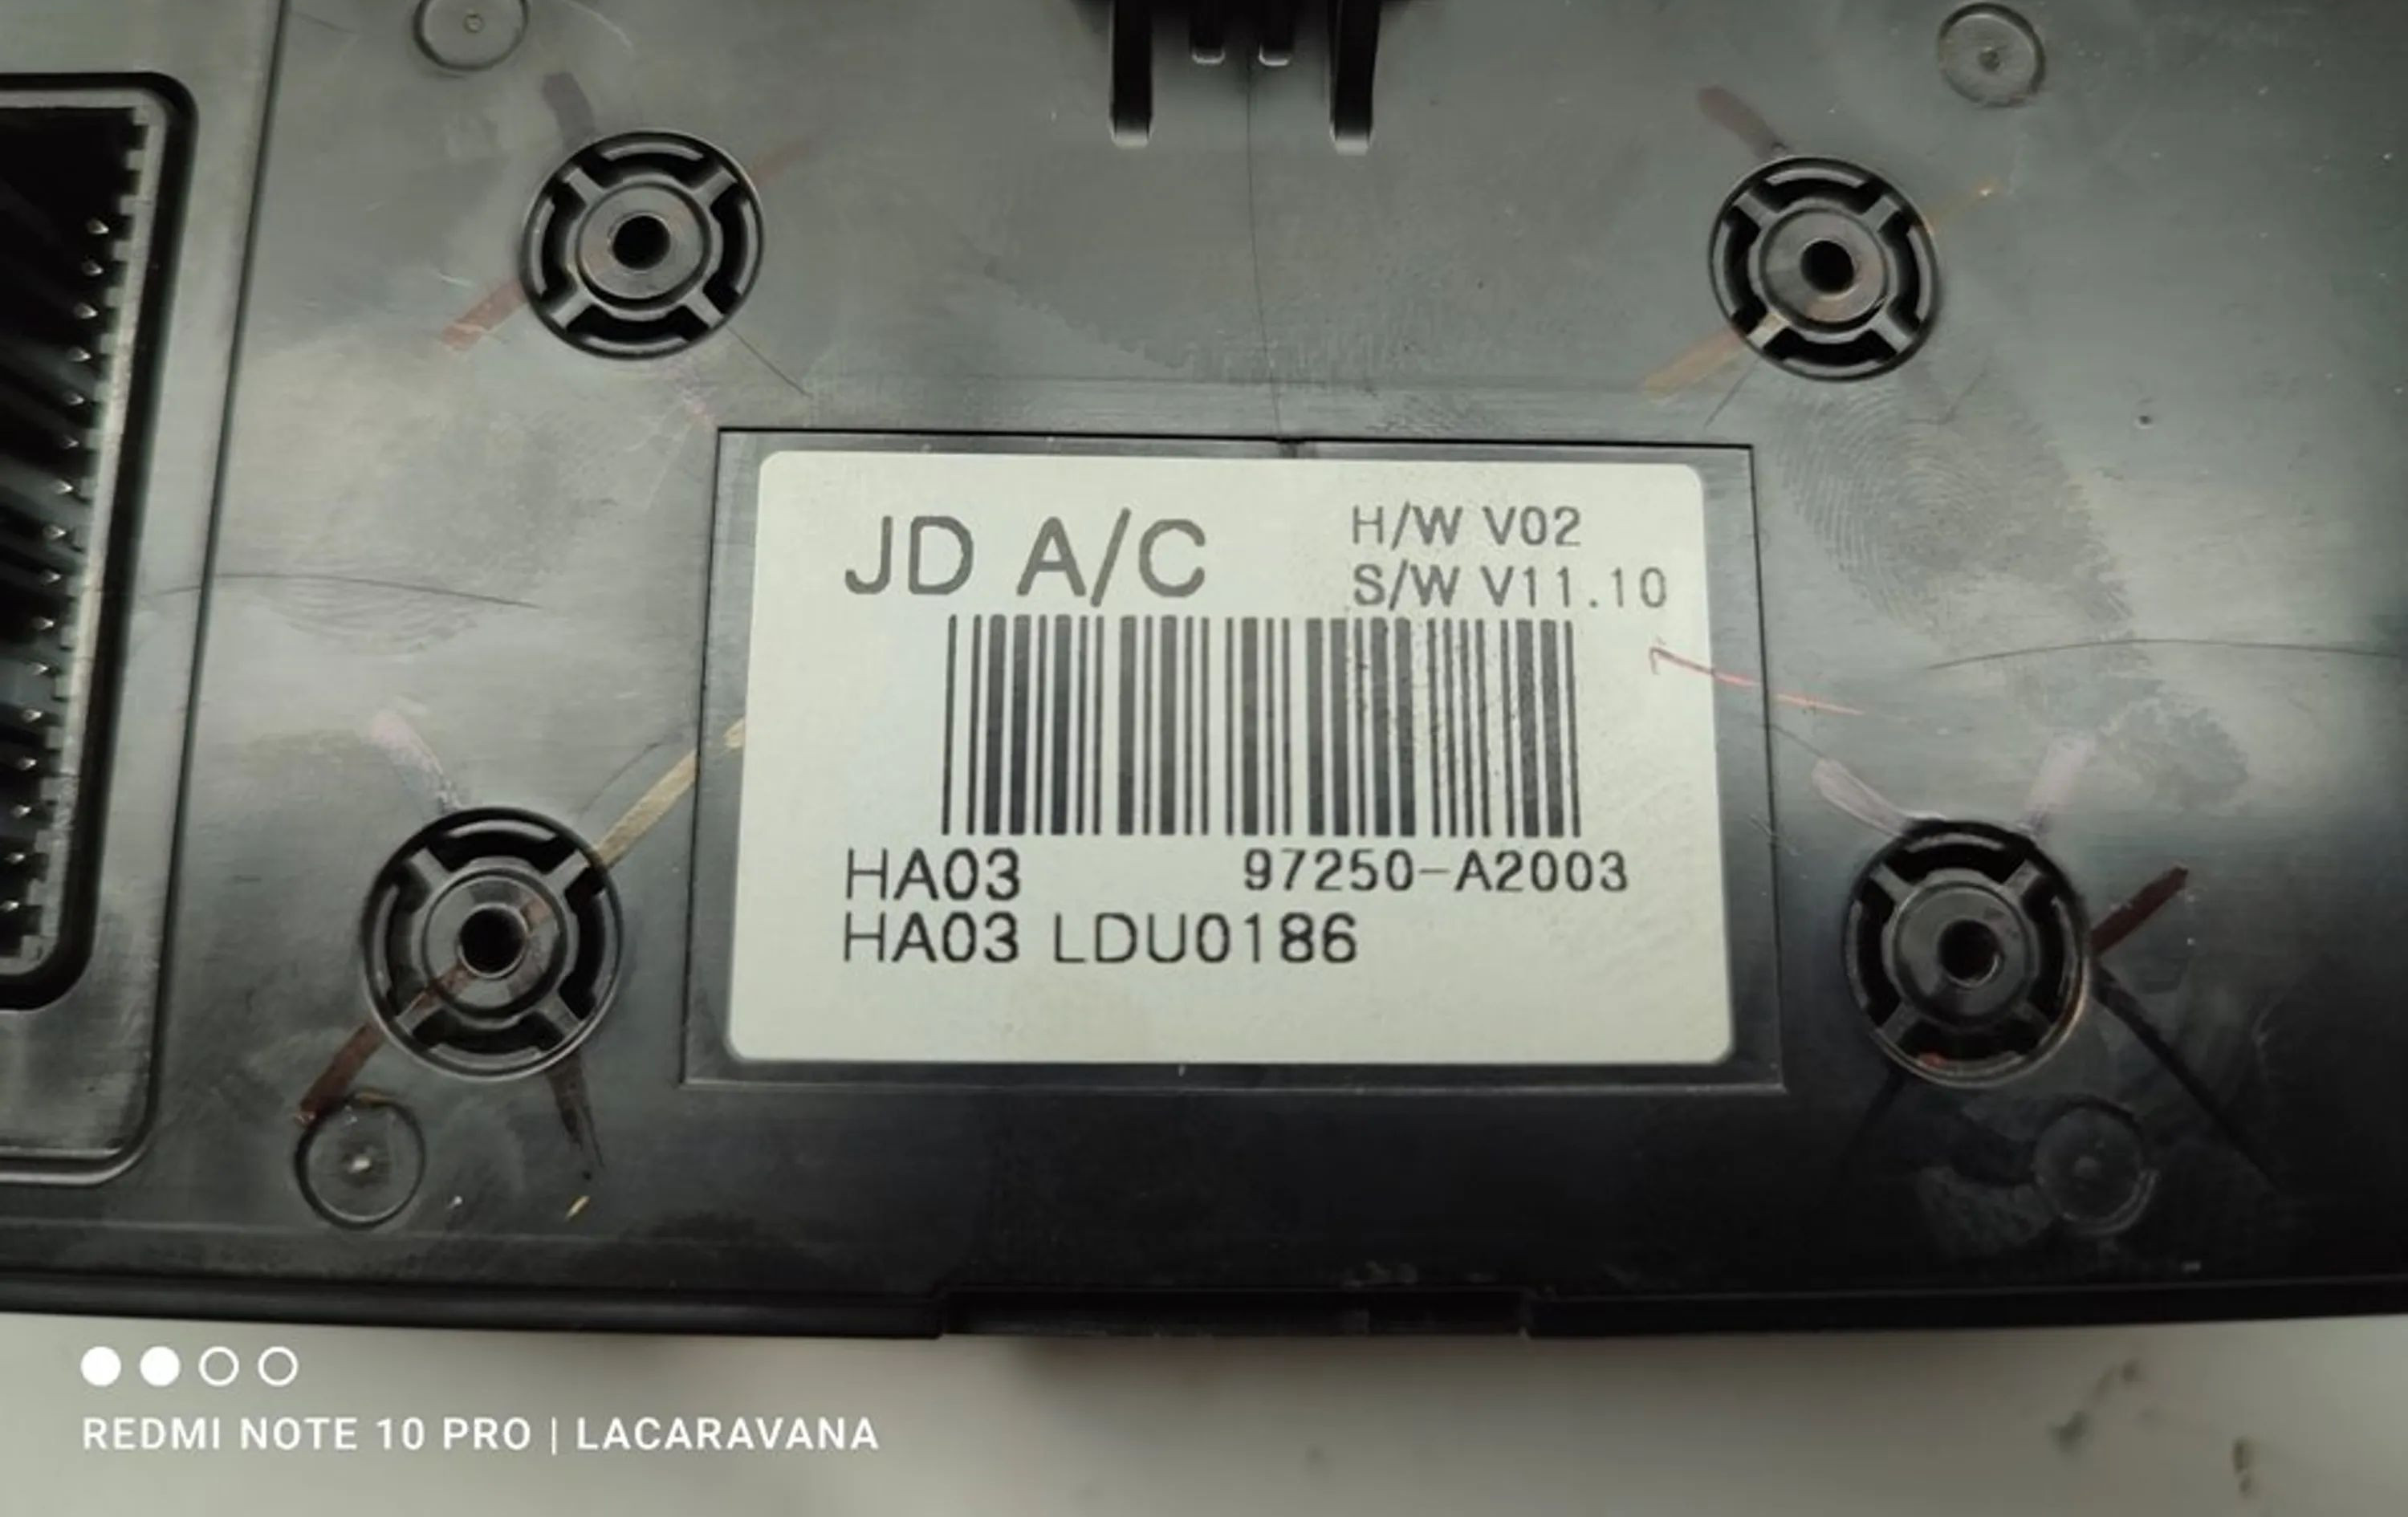 JD A/C
H/W V02
S/W V11.10
HA03 97250-A2003
HA03 LDU0186
REDMI NOTE 10 PRO | LACARAVANA